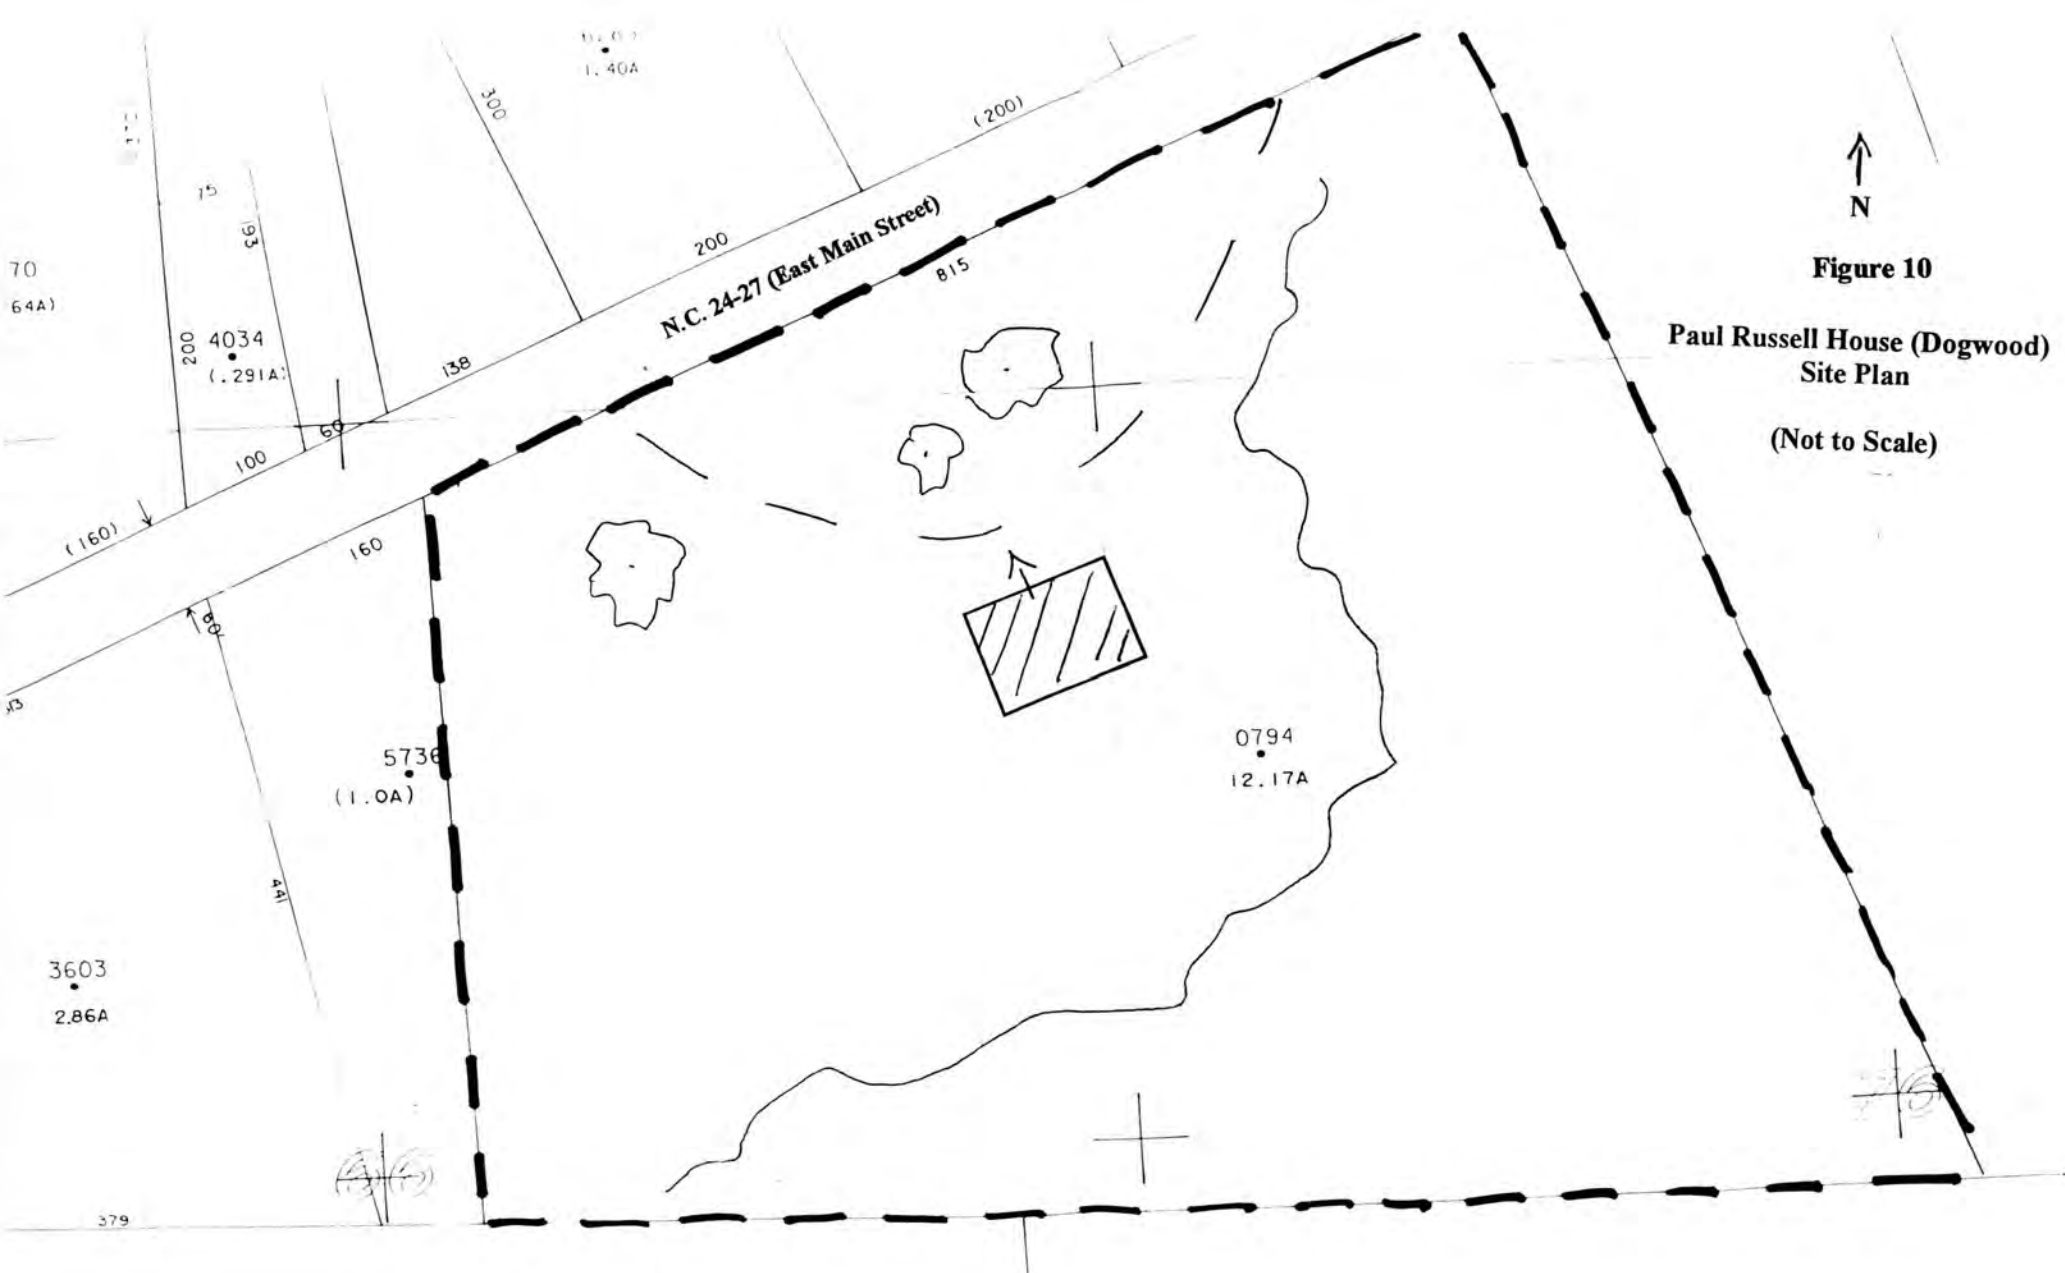 1.40A
300
(200)
75
193
N
70
64A)
200
N.C. 24-27 (East Main Street)
815
Figure 10
Paul Russell House (Dogwood)
Site Plan
(Not to Scale)
200
4034
(.291A)
138
60
100
(160)
160
80
5736
(1.0A)
0794
12.17A
441
3603
2.86A
379